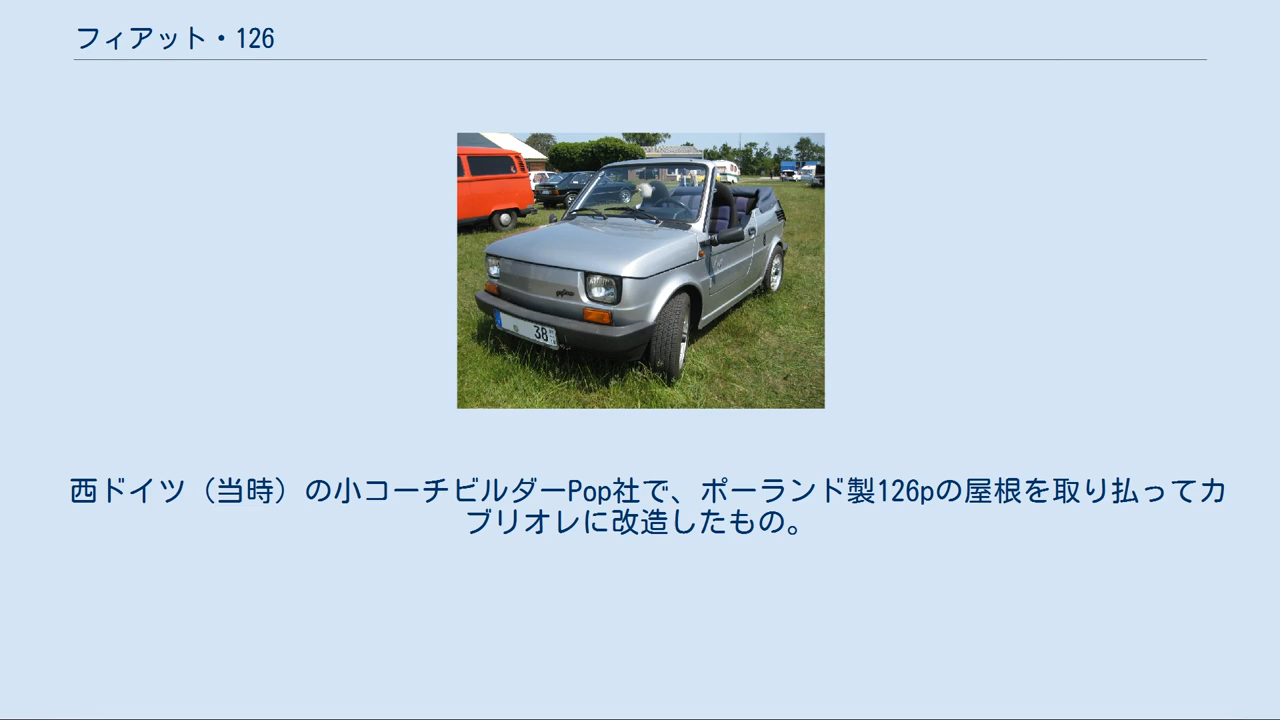 フィアット・126
38
西ドイツ（当時）の小コーチビルダーPop社で、ポーランド製126pの屋根を取り払ってカ
ブリオレに改造したもの。